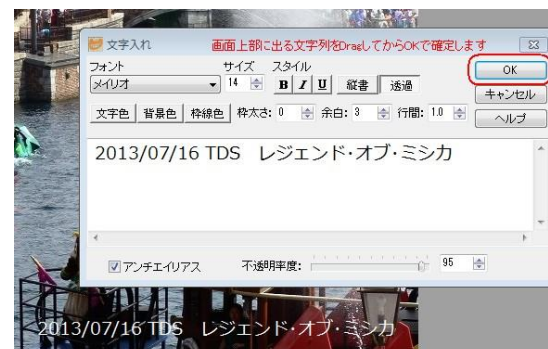 文字入れ 画面上部に出る文字列をDragしてからOKで確定します
フォント サイズ スタイル
メイリオ 14 B I U 縦書 透過 OK
キャンセル
文字色 背景色 枠線色 枠太さ: 0 余白: 3 行間: 1.0 ヘルプ
2013/07/16 TDS レジェンド・オブ・ミシカ
アンチエイリアス 不透明率度: 95
2013/07/16 TDS レジェンド・オブ・ミシカ